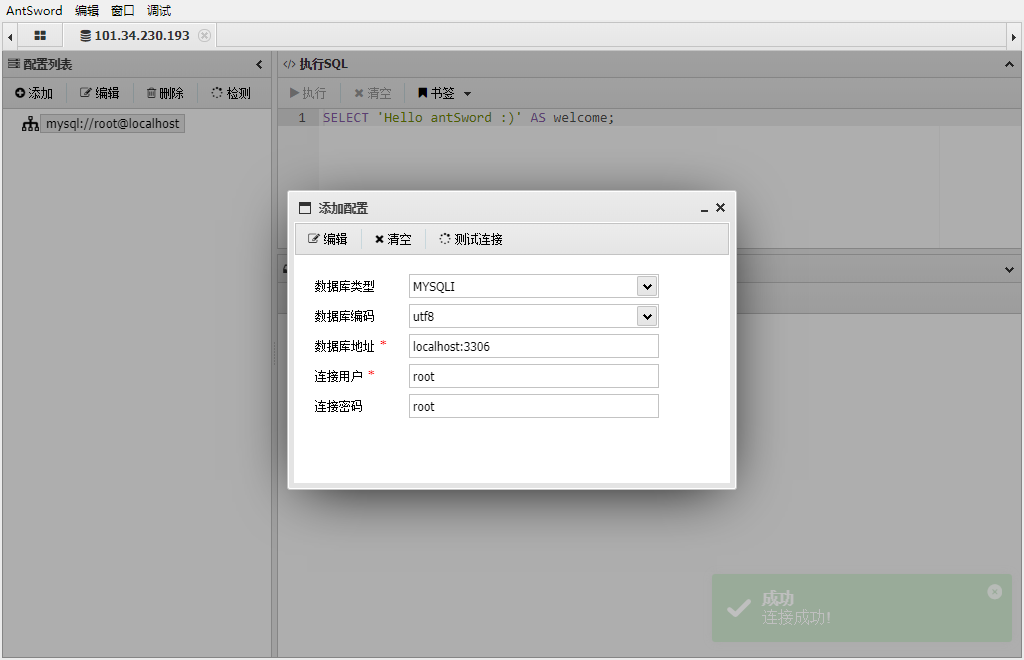 AntSword 编辑 窗口 调试
101.34.230.193
配置列表
添加 编辑 删除 检测
mysql://root@localhost
</> 执行SQL
执行 清空 书签
1 SELECT 'Hello antSword :)' AS welcome;
添加配置
编辑 清空 测试连接
数据库类型 MYSQLI
数据库编码 utf8
数据库地址 * localhost:3306
连接用户 * root
连接密码 root
成功
连接成功!